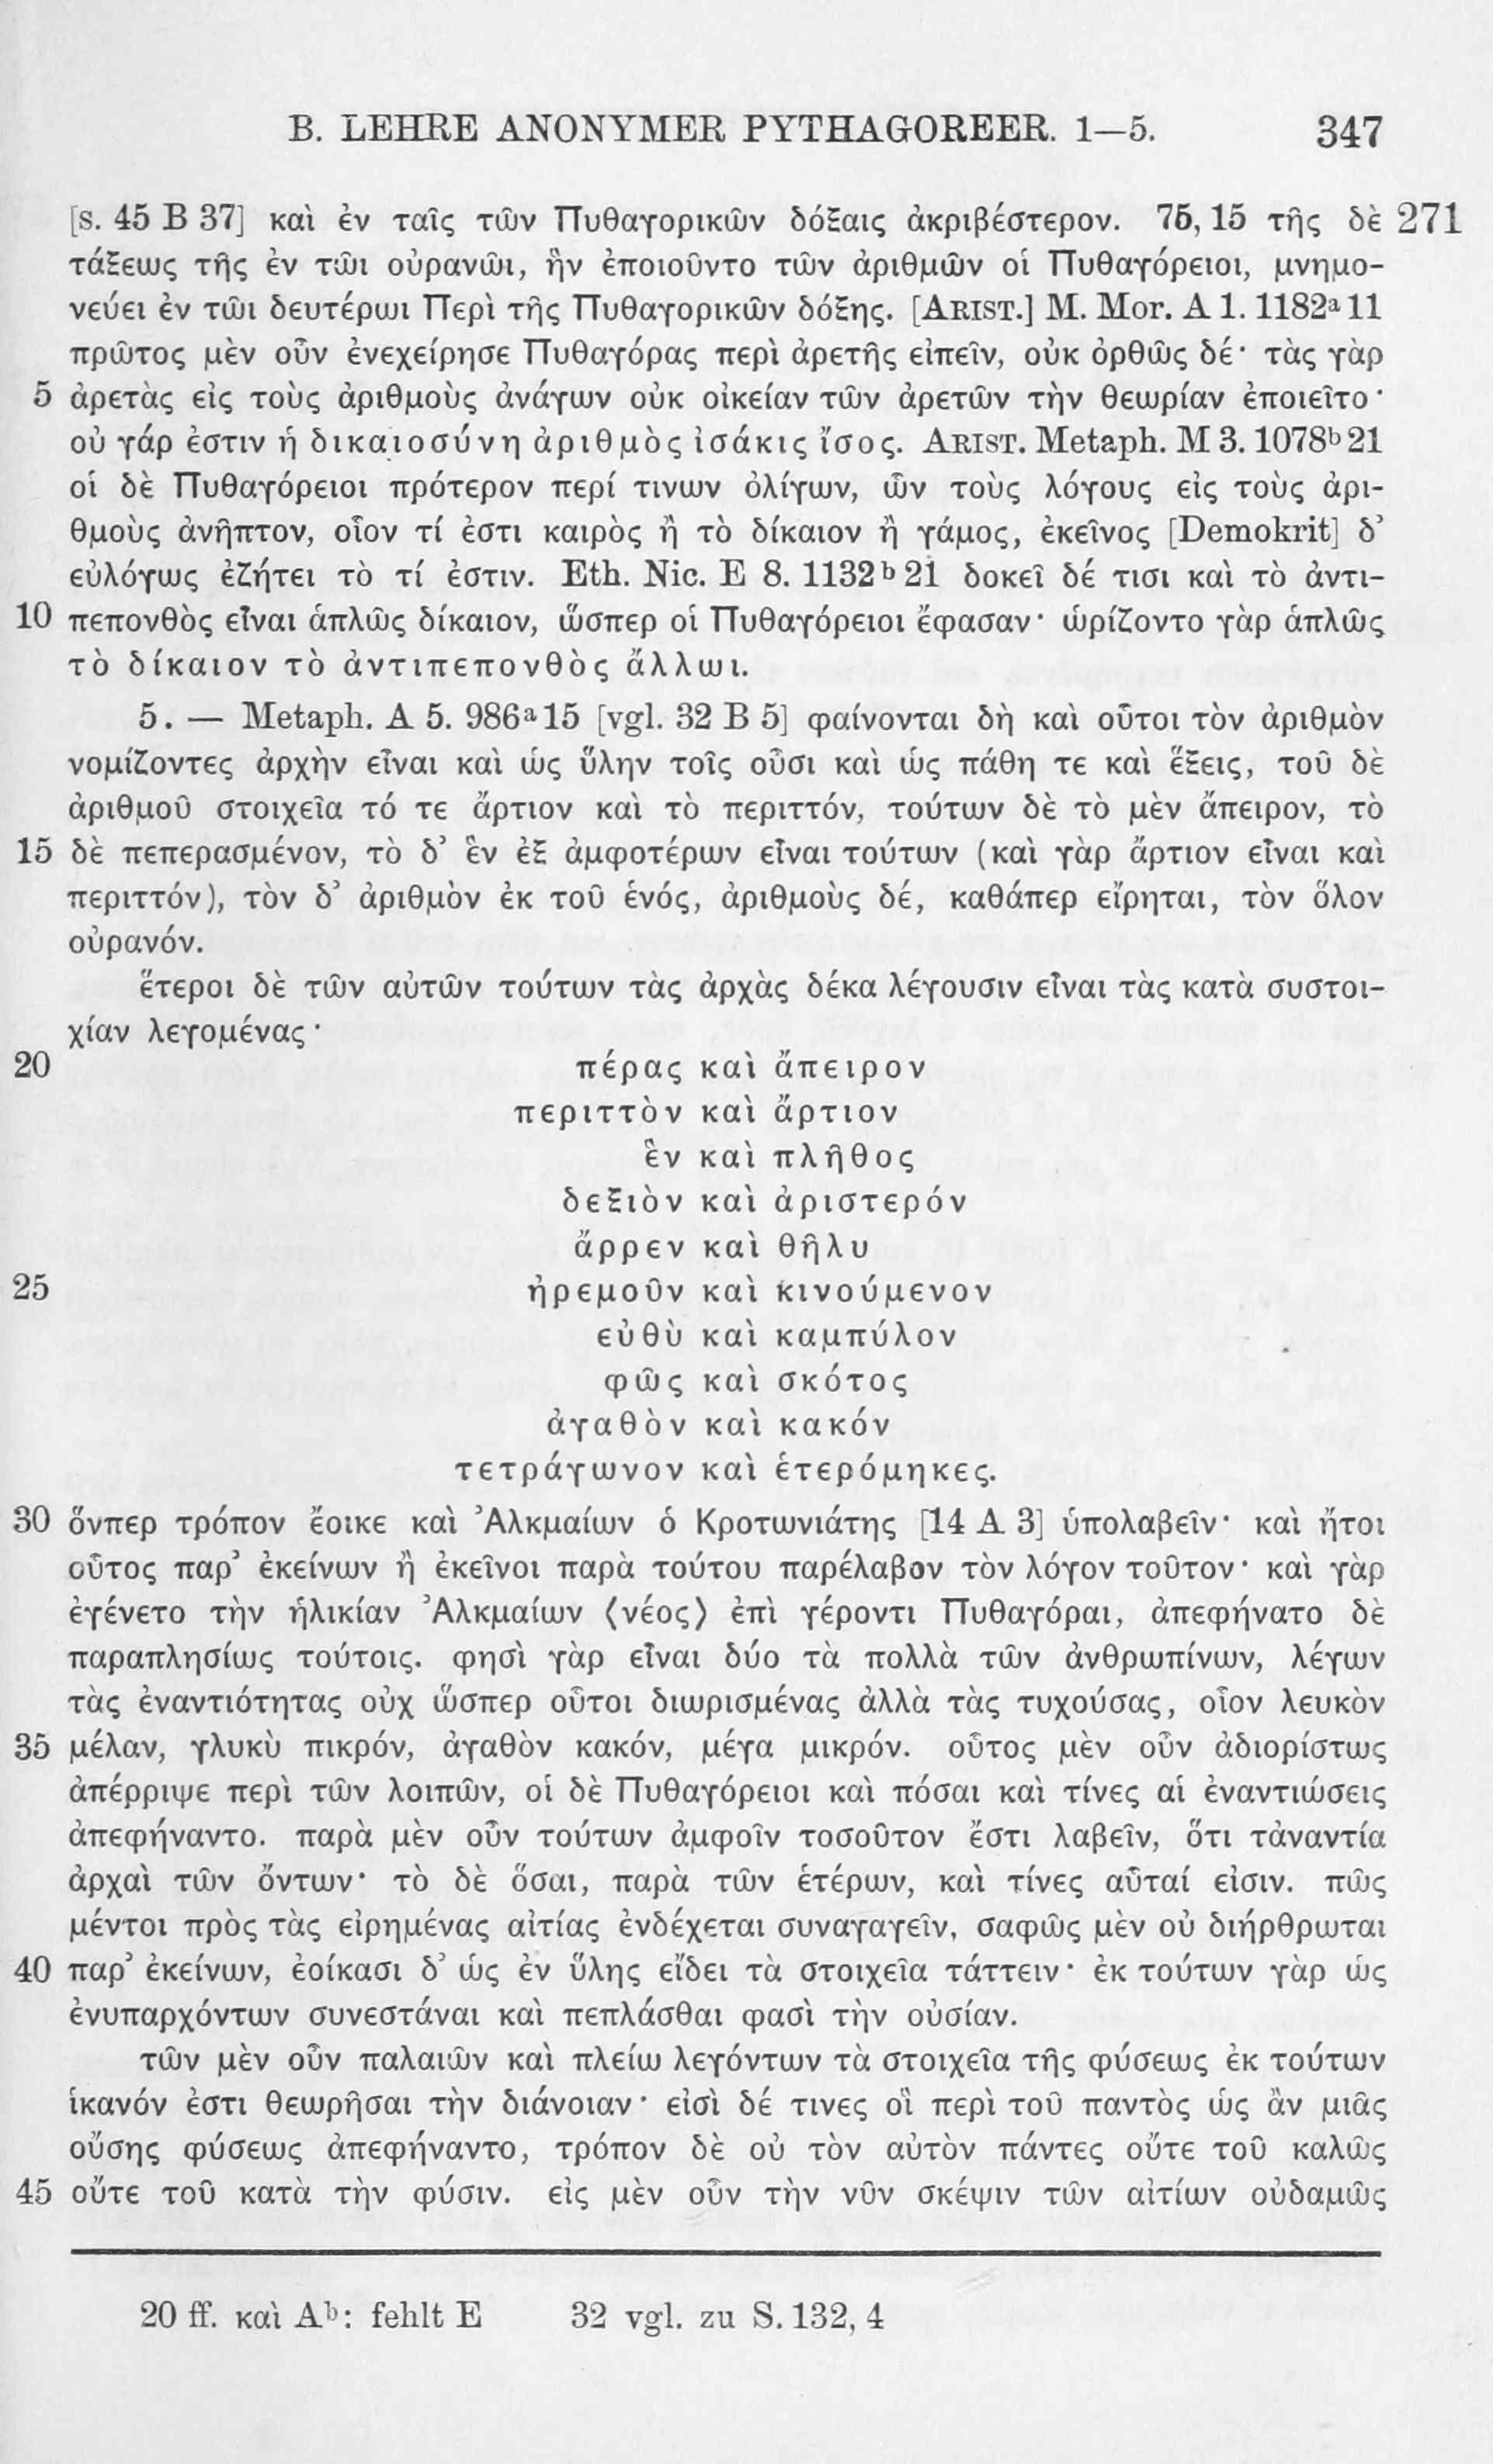 B. LEHRE ANONYMER PYTHAGOREER. 1—5. 347
[s. 45 B 37] καὶ ἐν ταῖς τῶν Πυθαγορικῶν δόξαις ἀκριβέστερον. 75, 15 τῆς δὲ 271
τάξεως τῆς ἐν τῶι οὐρανῶι, ἣν ἐποιοῦντο τῶν ἀριθμῶν οἱ Πυθαγόρειοι, μνημο-
νεύει ἐν τῶι δευτέρωι Περὶ τῆς Πυθαγορικῶν δόξης. [ARIST.] M. Mor. A 1. 1182ᵃ 11
πρῶτος μὲν οὖν ἐνεχείρησε Πυθαγόρας περὶ ἀρετῆς εἰπεῖν, οὐκ ὀρθῶς δέ· τὰς γὰρ
5 ἀρετὰς εἰς τοὺς ἀριθμοὺς ἀνάγων οὐκ οἰκείαν τῶν ἀρετῶν τὴν θεωρίαν ἐποιεῖτο·
οὐ γάρ ἐστιν ἡ δικαιοσύνη ἀριθμὸς ἰσάκις ἴσος. ARIST. Metaph. M 3. 1078ᵇ 21
οἱ δὲ Πυθαγόρειοι πρότερον περί τινων ὀλίγων, ὧν τοὺς λόγους εἰς τοὺς ἀρι-
θμοὺς ἀνῆπτον, οἷον τί ἐστι καιρὸς ἢ τὸ δίκαιον ἢ γάμος, ἐκεῖνος [Demokrit] δ’
εὐλόγως ἐζήτει τὸ τί ἐστιν. Eth. Nic. E 8. 1132ᵇ 21 δοκεῖ δέ τισι καὶ τὸ ἀντι-
10 πεπονθὸς εἶναι ἁπλῶς δίκαιον, ὥσπερ οἱ Πυθαγόρειοι ἔφασαν· ὡρίζοντο γὰρ ἁπλῶς
τὸ δίκαιον τὸ ἀντιπεπονθὸς ἄλλωι.
5. — Metaph. A 5. 986ᵃ 15 [vgl. 32 B 5] φαίνονται δὴ καὶ οὗτοι τὸν ἀριθμὸν
νομίζοντες ἀρχὴν εἶναι καὶ ὡς ὕλην τοῖς οὖσι καὶ ὡς πάθη τε καὶ ἕξεις, τοῦ δὲ
ἀριθμοῦ στοιχεῖα τό τε ἄρτιον καὶ τὸ περιττόν, τούτων δὲ τὸ μὲν ἄπειρον, τὸ
15 δὲ πεπερασμένον, τὸ δ’ ἓν ἐξ ἀμφοτέρων εἶναι τούτων (καὶ γὰρ ἄρτιον εἶναι καὶ
περιττόν), τὸν δ’ ἀριθμὸν ἐκ τοῦ ἑνός, ἀριθμοὺς δέ, καθάπερ εἴρηται, τὸν ὅλον
οὐρανόν.
ἕτεροι δὲ τῶν αὐτῶν τούτων τὰς ἀρχὰς δέκα λέγουσιν εἶναι τὰς κατὰ συστοι-
χίαν λεγομένας·
20 πέρας καὶ ἄπειρον
περιττὸν καὶ ἄρτιον
ἓν καὶ πλῆθος
δεξιὸν καὶ ἀριστερόν
ἄρρεν καὶ θῆλυ
25 ἠρεμοῦν καὶ κινούμενον
εὐθὺ καὶ καμπύλον
φῶς καὶ σκότος
ἀγαθὸν καὶ κακόν
τετράγωνον καὶ ἑτερόμηκες.
30 ὅνπερ τρόπον ἔοικε καὶ Ἀλκμαίων ὁ Κροτωνιάτης [14 A 3] ὑπολαβεῖν· καὶ ἤτοι
οὗτος παρ’ ἐκείνων ἢ ἐκεῖνοι παρὰ τούτου παρέλαβον τὸν λόγον τοῦτον· καὶ γὰρ
ἐγένετο τὴν ἡλικίαν Ἀλκμαίων ⟨νέος⟩ ἐπὶ γέροντι Πυθαγόραι, ἀπεφήνατο δὲ
παραπλησίως τούτοις. φησὶ γὰρ εἶναι δύο τὰ πολλὰ τῶν ἀνθρωπίνων, λέγων
τὰς ἐναντιότητας οὐχ ὥσπερ οὗτοι διωρισμένας ἀλλὰ τὰς τυχούσας, οἷον λευκὸν
35 μέλαν, γλυκὺ πικρόν, ἀγαθὸν κακόν, μέγα μικρόν. οὗτος μὲν οὖν ἀδιορίστως
ἀπέρριψε περὶ τῶν λοιπῶν, οἱ δὲ Πυθαγόρειοι καὶ πόσαι καὶ τίνες αἱ ἐναντιώσεις
ἀπεφήναντο. παρὰ μὲν οὖν τούτων ἀμφοῖν τοσοῦτον ἔστι λαβεῖν, ὅτι τἀναντία
ἀρχαὶ τῶν ὄντων· τὸ δὲ ὅσαι, παρὰ τῶν ἑτέρων, καὶ τίνες αὗταί εἰσιν. πῶς
μέντοι πρὸς τὰς εἰρημένας αἰτίας ἐνδέχεται συναγαγεῖν, σαφῶς μὲν οὐ διήρθρωται
40 παρ’ ἐκείνων, ἐοίκασι δ’ ὡς ἐν ὕλης εἴδει τὰ στοιχεῖα τάττειν· ἐκ τούτων γὰρ ὡς
ἐνυπαρχόντων συνεστάναι καὶ πεπλάσθαι φασὶ τὴν οὐσίαν.
τῶν μὲν οὖν παλαιῶν καὶ πλείω λεγόντων τὰ στοιχεῖα τῆς φύσεως ἐκ τούτων
ἱκανόν ἐστι θεωρῆσαι τὴν διάνοιαν· εἰσὶ δέ τινες οἳ περὶ τοῦ παντὸς ὡς ἂν μιᾶς
οὔσης φύσεως ἀπεφήναντο, τρόπον δὲ οὐ τὸν αὐτὸν πάντες οὔτε τοῦ καλῶς
45 οὔτε τοῦ κατὰ τὴν φύσιν. εἰς μὲν οὖν τὴν νῦν σκέψιν τῶν αἰτίων οὐδαμῶς
20 ff. καὶ Aᵇ: fehlt E 32 vgl. zu S. 132, 4